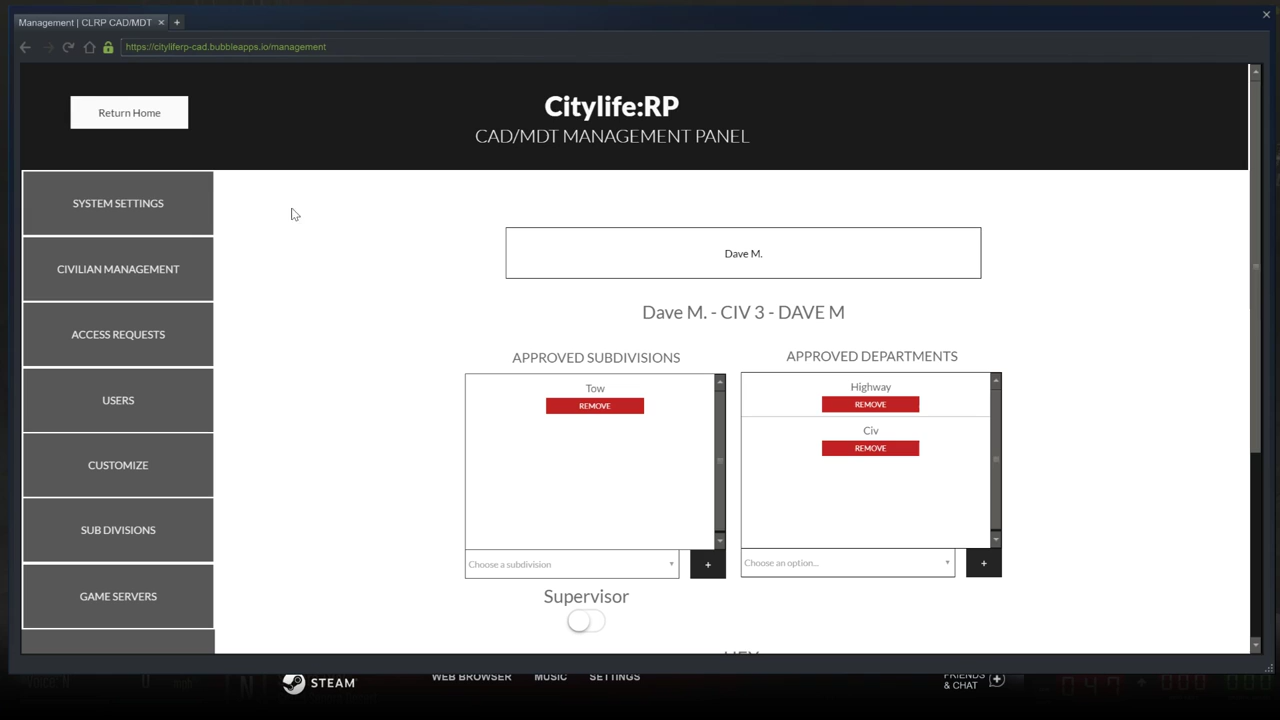 Management | CLRP CAD/MDT
https://cityliferp-cad.bubbleapps.io/management
Return Home
Citylife:RP
CAD/MDT MANAGEMENT PANEL
SYSTEM SETTINGS
CIVILIAN MANAGEMENT
ACCESS REQUESTS
USERS
CUSTOMIZE
SUB DIVISIONS
GAME SERVERS
Dave M.
Dave M. - CIV 3 - DAVE M
APPROVED SUBDIVISIONS
Tow
REMOVE
Choose a subdivision
+
APPROVED DEPARTMENTS
Highway
REMOVE
Civ
REMOVE
Choose an option...
+
Supervisor
STEAM
WEB BROWSER
MUSIC
SETTINGS
FRIENDS
& CHAT